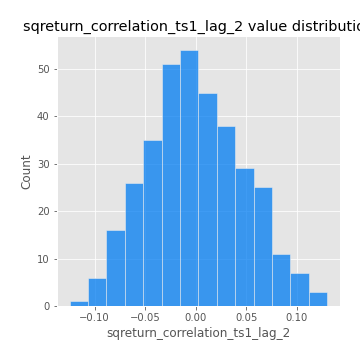 sqreturn_correlation_ts1_lag_2 value distributio
Count
50
40
30
20
10
0
−0.10 −0.05 0.00 0.05 0.10
sqreturn_correlation_ts1_lag_2